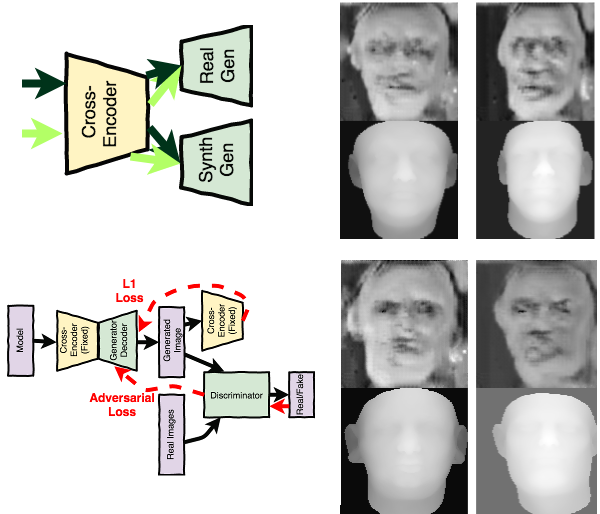 Cross-
Encoder
Real
Gen
Synth
Gen
L1
Loss
Model
Cross-
Encoder
(Fixed)
Generator
Decoder
Generated
Image
Cross-
Encoder
(Fixed)
Adversarial
Loss
Real Images
Discriminator
Real/Fake